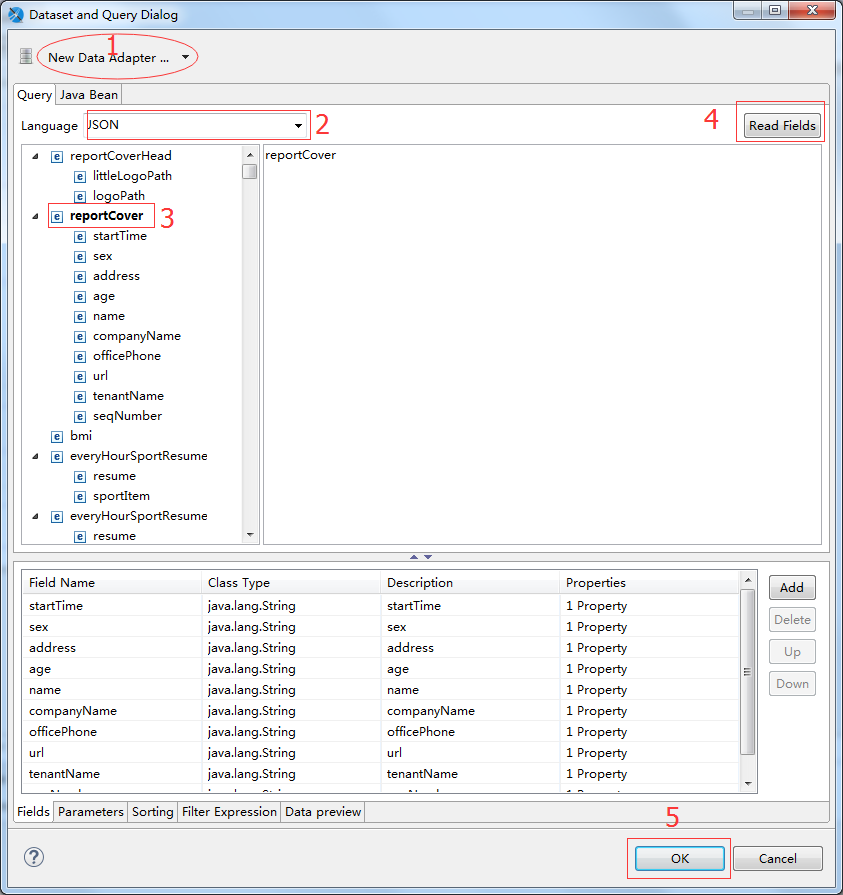 Dataset and Query Dialog
1
New Data Adapter ...
Query Java Bean
Language JSON 2 4 Read Fields
reportCoverHead
littleLogoPath
logoPath
reportCover 3
startTime
sex
address
age
name
companyName
officePhone
url
tenantName
seqNumber
bmi
everyHourSportResume
resume
sportItem
everyHourSportResume
resume
reportCover
Field Name Class Type Description Properties
startTime java.lang.String startTime 1 Property
sex java.lang.String sex 1 Property
address java.lang.String address 1 Property
age java.lang.String age 1 Property
name java.lang.String name 1 Property
companyName java.lang.String companyName 1 Property
officePhone java.lang.String officePhone 1 Property
url java.lang.String url 1 Property
tenantName java.lang.String tenantName 1 Property
Add
Delete
Up
Down
Fields Parameters Sorting Filter Expression Data preview
5
? OK Cancel